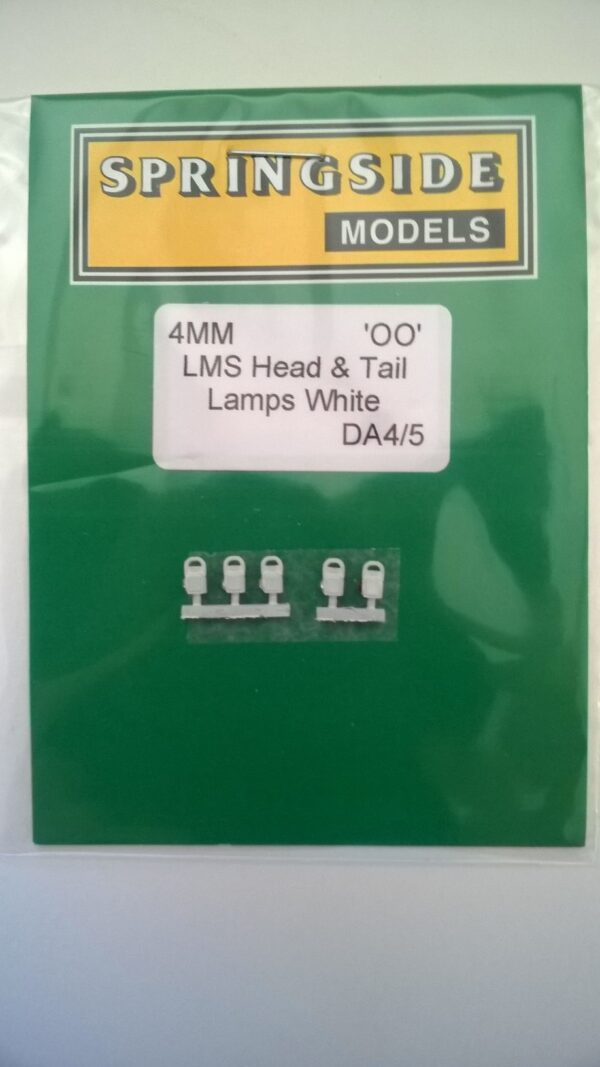 SPRINGSIDE
MODELS
4MM 'OO'
LMS Head & Tail
Lamps White
DA4/5